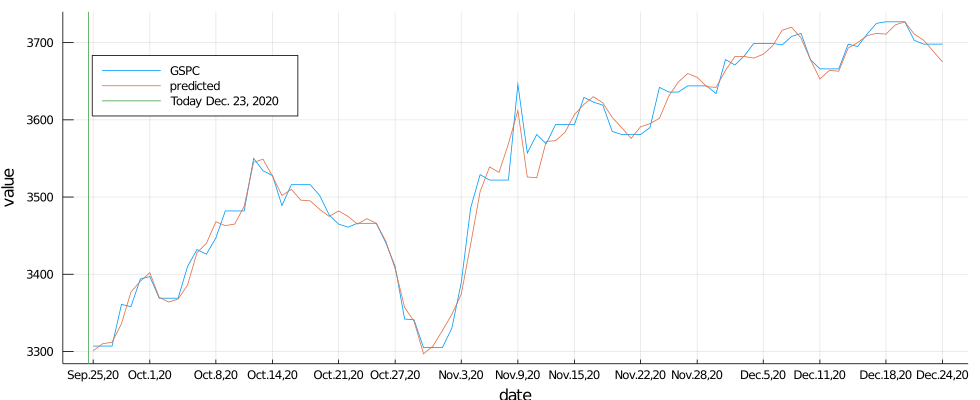 3700
3600
3500
3400
3300
value
GSPC
predicted
Today Dec. 23, 2020
Sep.25,20 Oct.1,20 Oct.8,20 Oct.14,20 Oct.21,20 Oct.27,20 Nov.3,20 Nov.9,20 Nov.15,20 Nov.22,20 Nov.28,20 Dec.5,20 Dec.11,20 Dec.18,20 Dec.24,20
date